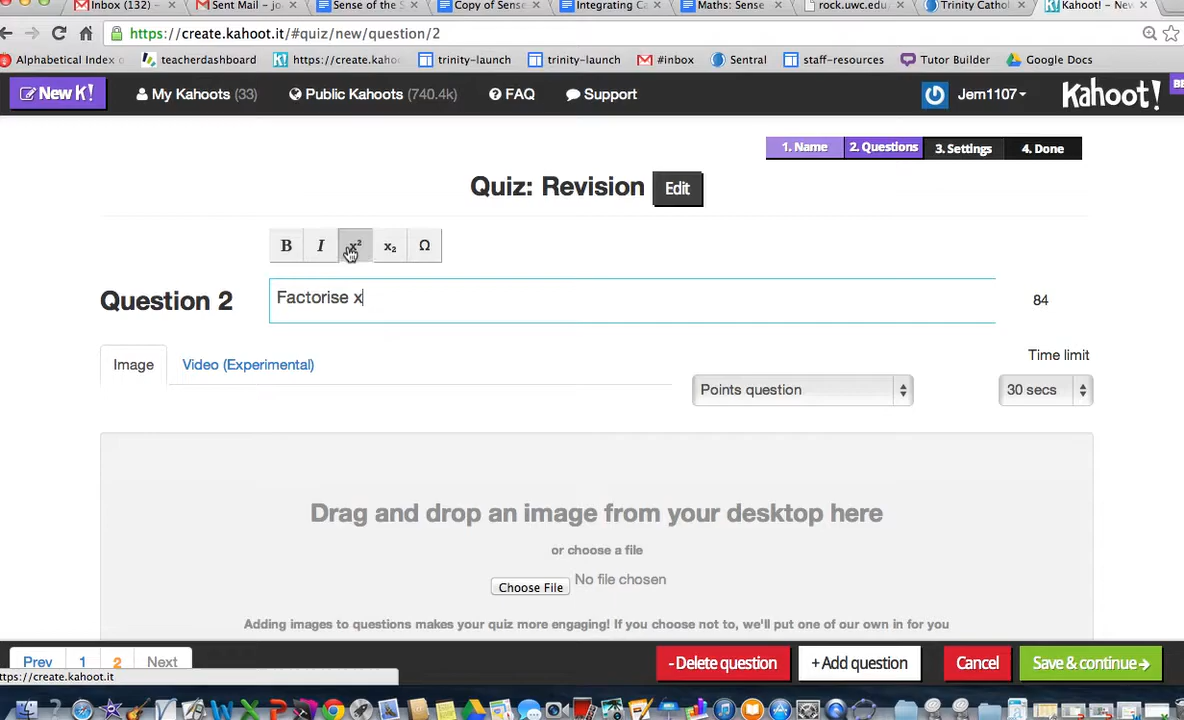 Inbox (132) Sent Mail – jo Sense of the S Copy of Sense Integrating Ca Maths: Sense rock.uwc.edu. Trinity Cathol Kahoot! – Nev
https://create.kahoot.it/#quiz/new/question/2
Alphabetical Index o teacherdashboard https://create.kaho trinity-launch trinity-launch #inbox Sentral staff-resources Tutor Builder Google Docs
New K! My Kahoots (33) Public Kahoots (740.4k) FAQ Support Jem1107 Kahoot! BE
1. Name 2. Questions 3. Settings 4. Done
Quiz: Revision Edit
B I x² x₂ Ω
Question 2 Factorise x 84
Image Video (Experimental) Time limit
Points question 30 secs
Drag and drop an image from your desktop here
or choose a file
Choose File No file chosen
Adding images to questions makes your quiz more engaging! If you choose not to, we'll put one of our own in for you
Prev 1 2 Next - Delete question + Add question Cancel Save & continue
ttps://create.kahoot.it